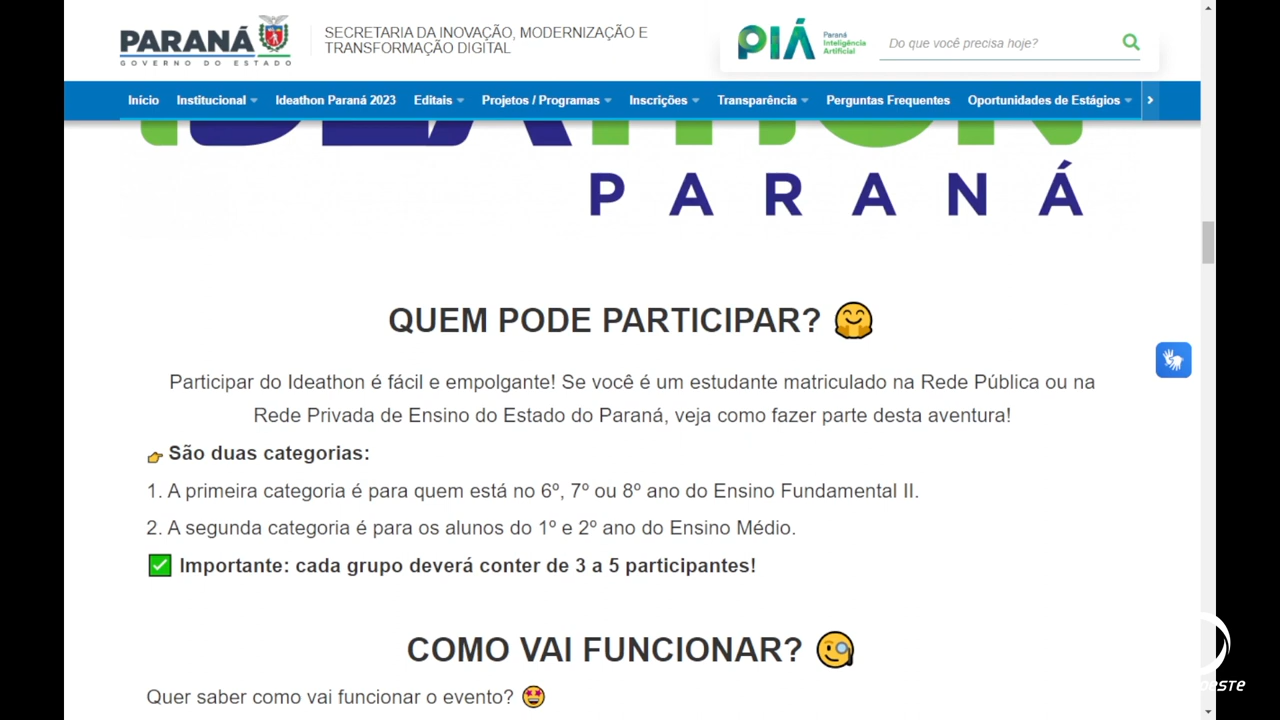 PARANÁ
GOVERNO DO ESTADO
SECRETARIA DA INOVAÇÃO, MODERNIZAÇÃO E
TRANSFORMAÇÃO DIGITAL
PIÁ
Paraná
Inteligência
Artificial
Do que você precisa hoje?
Início Institucional Ideathon Paraná 2023 Editais Projetos / Programas Inscrições Transparência Perguntas Frequentes Oportunidades de Estágios
IDEATHON
PARANÁ
QUEM PODE PARTICIPAR?
Participar do Ideathon é fácil e empolgante! Se você é um estudante matriculado na Rede Pública ou na
Rede Privada de Ensino do Estado do Paraná, veja como fazer parte desta aventura!
São duas categorias:
1. A primeira categoria é para quem está no 6º, 7º ou 8º ano do Ensino Fundamental II.
2. A segunda categoria é para os alunos do 1º e 2º ano do Ensino Médio.
Importante: cada grupo deverá conter de 3 a 5 participantes!
COMO VAI FUNCIONAR?
Quer saber como vai funcionar o evento?